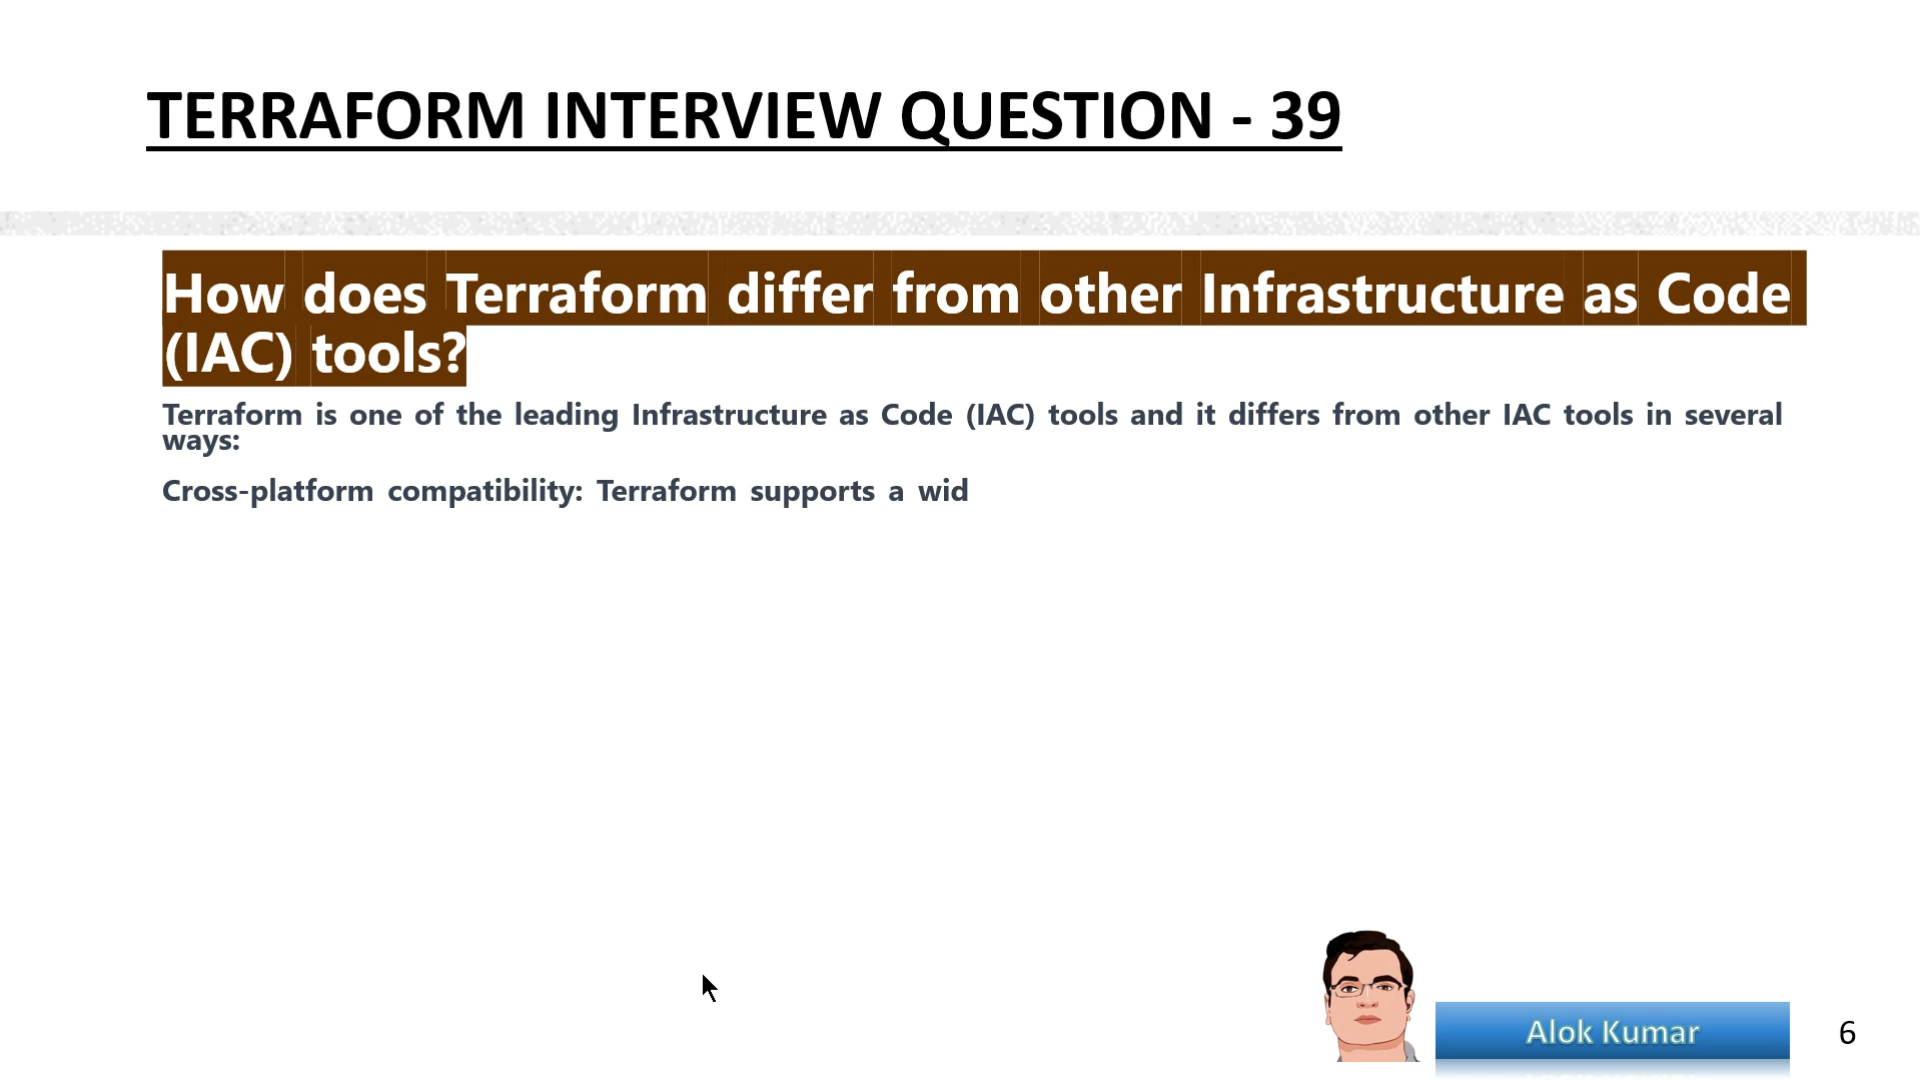 TERRAFORM INTERVIEW QUESTION - 39
How does Terraform differ from other Infrastructure as Code
(IAC) tools?
Terraform is one of the leading Infrastructure as Code (IAC) tools and it differs from other IAC tools in several
ways:
Cross-platform compatibility: Terraform supports a wid
Alok Kumar
6